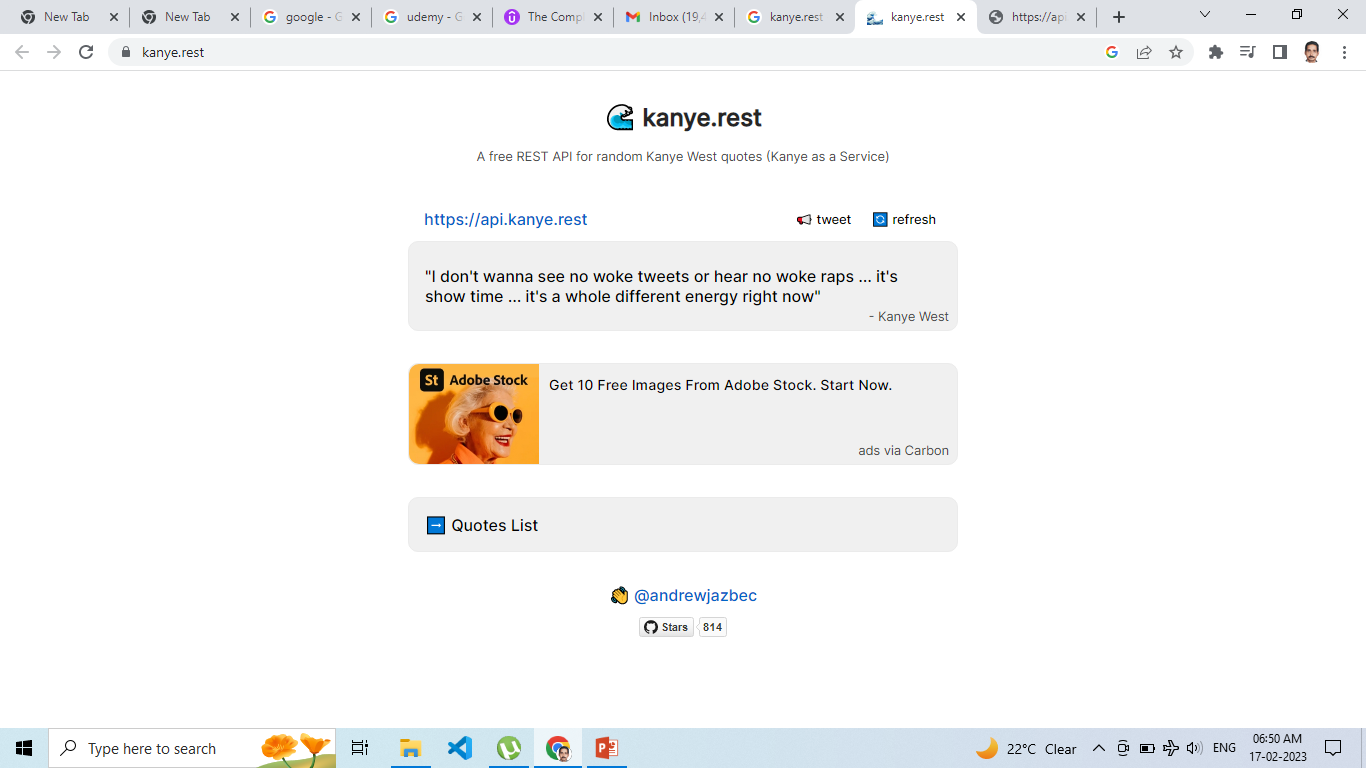 New Tab
New Tab
google - G
udemy - G
The Compl
Inbox (19,4
kanye.rest
kanye.rest
https://api
kanye.rest
kanye.rest
A free REST API for random Kanye West quotes (Kanye as a Service)
https://api.kanye.rest
tweet
refresh
"I don't wanna see no woke tweets or hear no woke raps ... it's
show time ... it's a whole different energy right now"
- Kanye West
St Adobe Stock
Get 10 Free Images From Adobe Stock. Start Now.
ads via Carbon
Quotes List
@andrewjazbec
Stars 814
Type here to search
22°C Clear
ENG
06:50 AM
17-02-2023